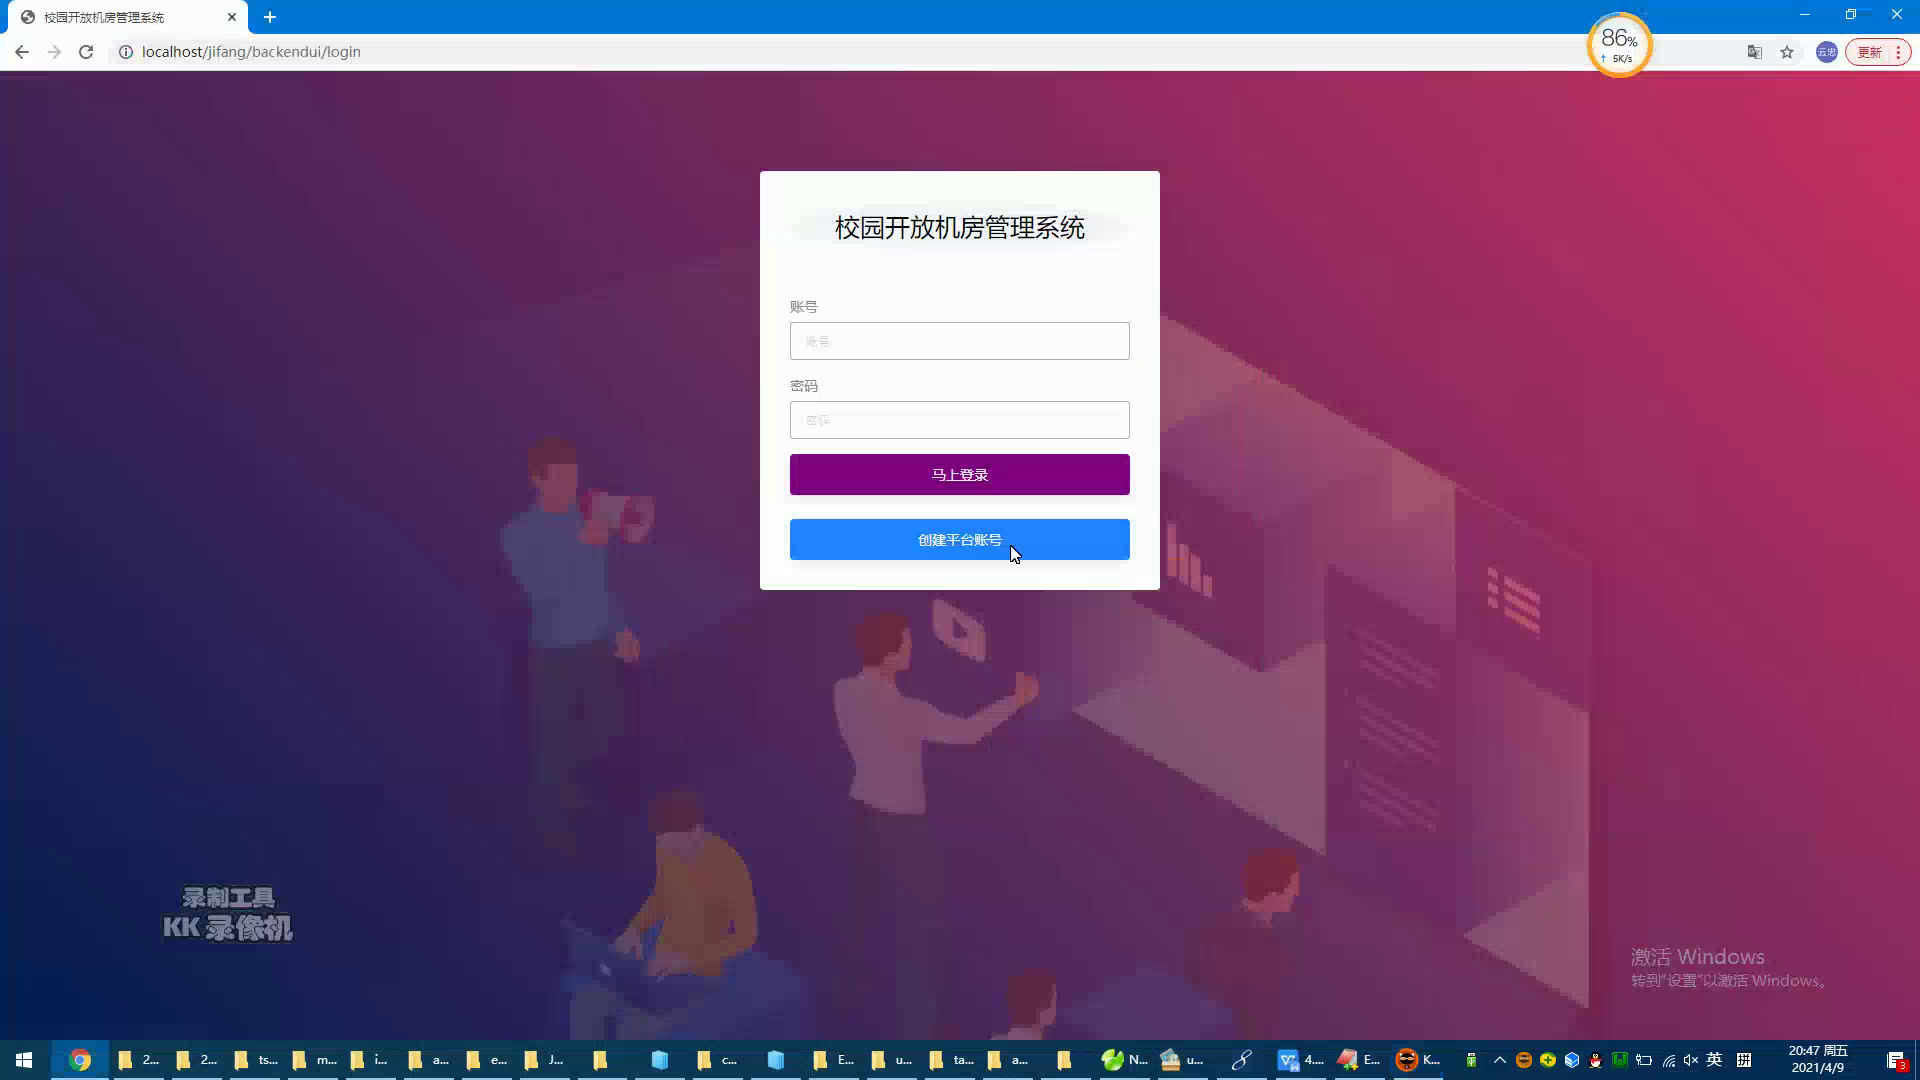 校园开放机房管理系统
localhost/jifang/backendui/login
86%
↑ 5K/s
云忠
更新
校园开放机房管理系统
账号
账号
密码
密码
马上登录
创建平台账号
录制工具
KK 录像机
激活 Windows
转到"设置"以激活 Windows。
2...
2...
ts...
m...
i...
a...
e...
J...
c...
E...
u...
ta...
a...
N...
u...
4....
E...
K...
英
拼
20:47 周五
2021/4/9
3